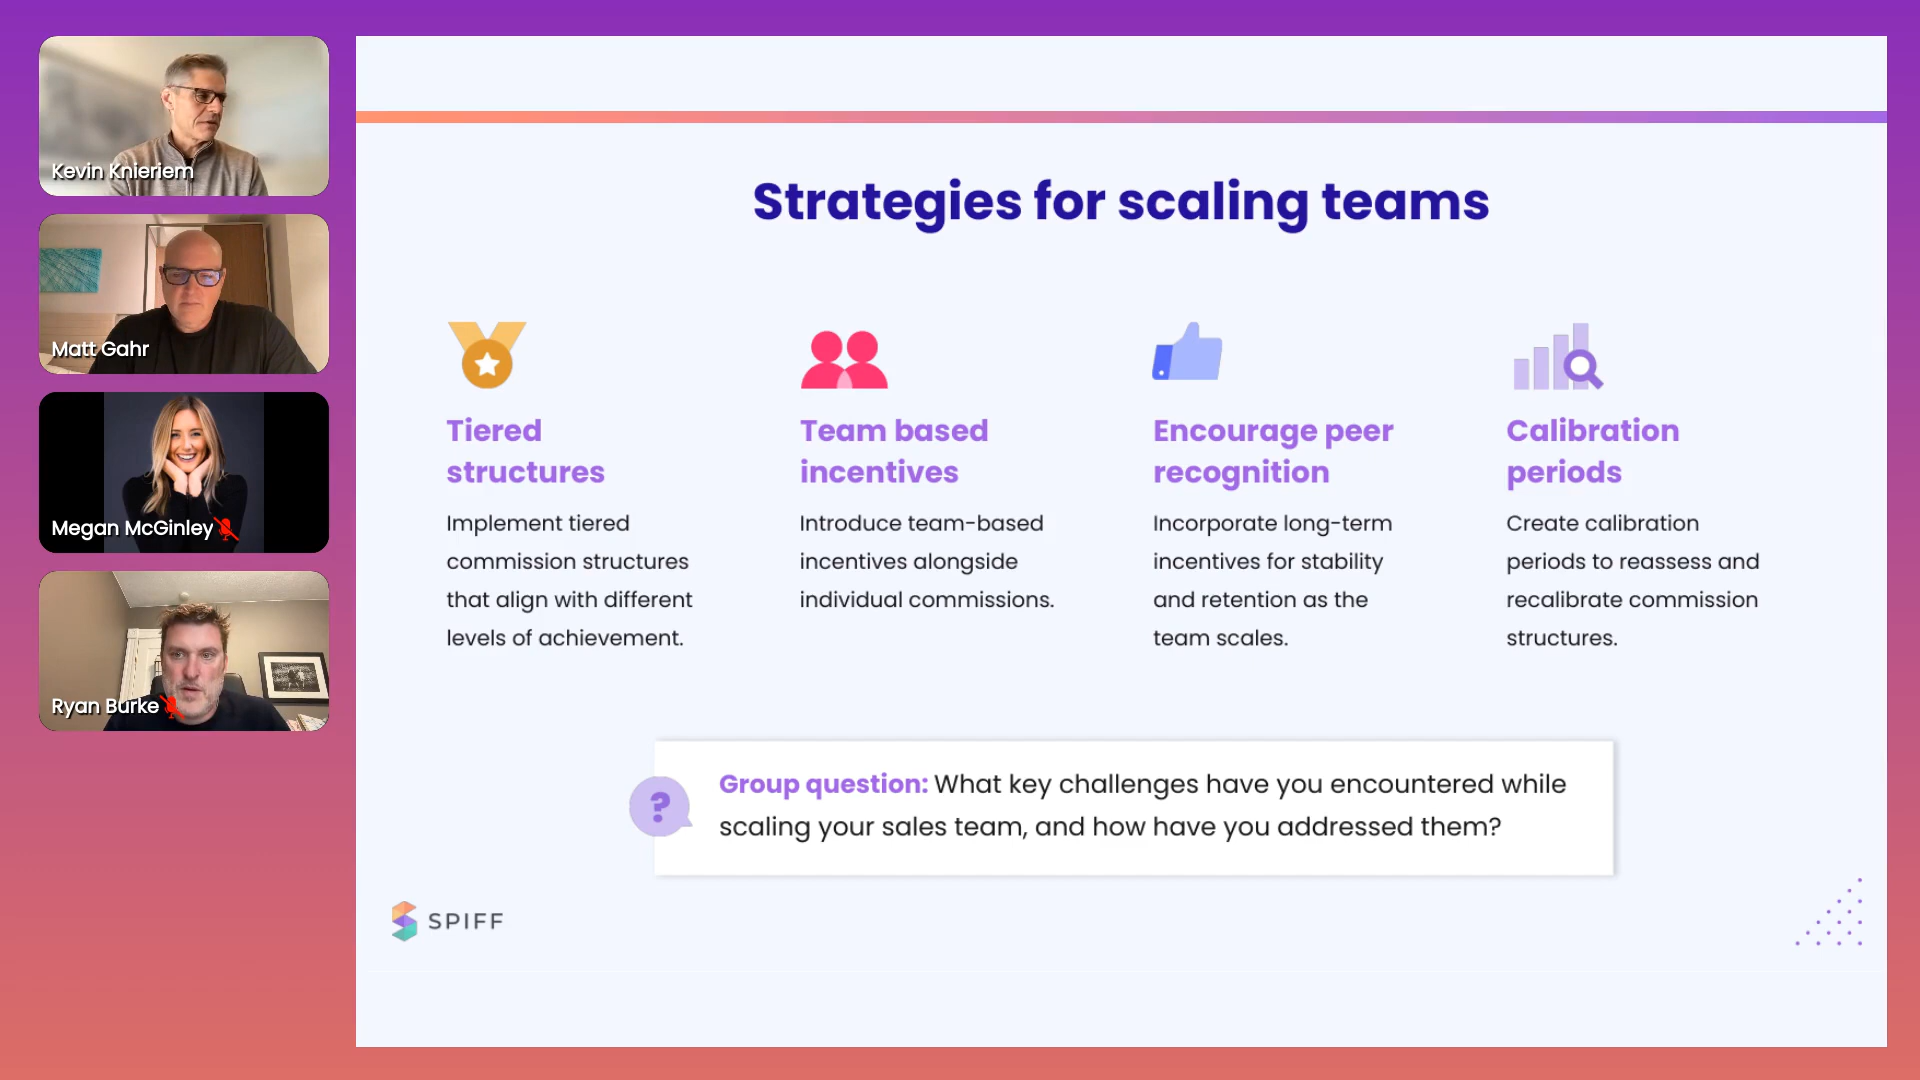 Kevin Knieriem
Matt Gahr
Megan McGinley
Ryan Burke
Strategies for scaling teams
Tiered
structures
Implement tiered
commission structures
that align with different
levels of achievement.
Team based
incentives
Introduce team-based
incentives alongside
individual commissions.
Encourage peer
recognition
Incorporate long-term
incentives for stability
and retention as the
team scales.
Calibration
periods
Create calibration
periods to reassess and
recalibrate commission
structures.
?
Group question: What key challenges have you encountered while
scaling your sales team, and how have you addressed them?
SPIFF